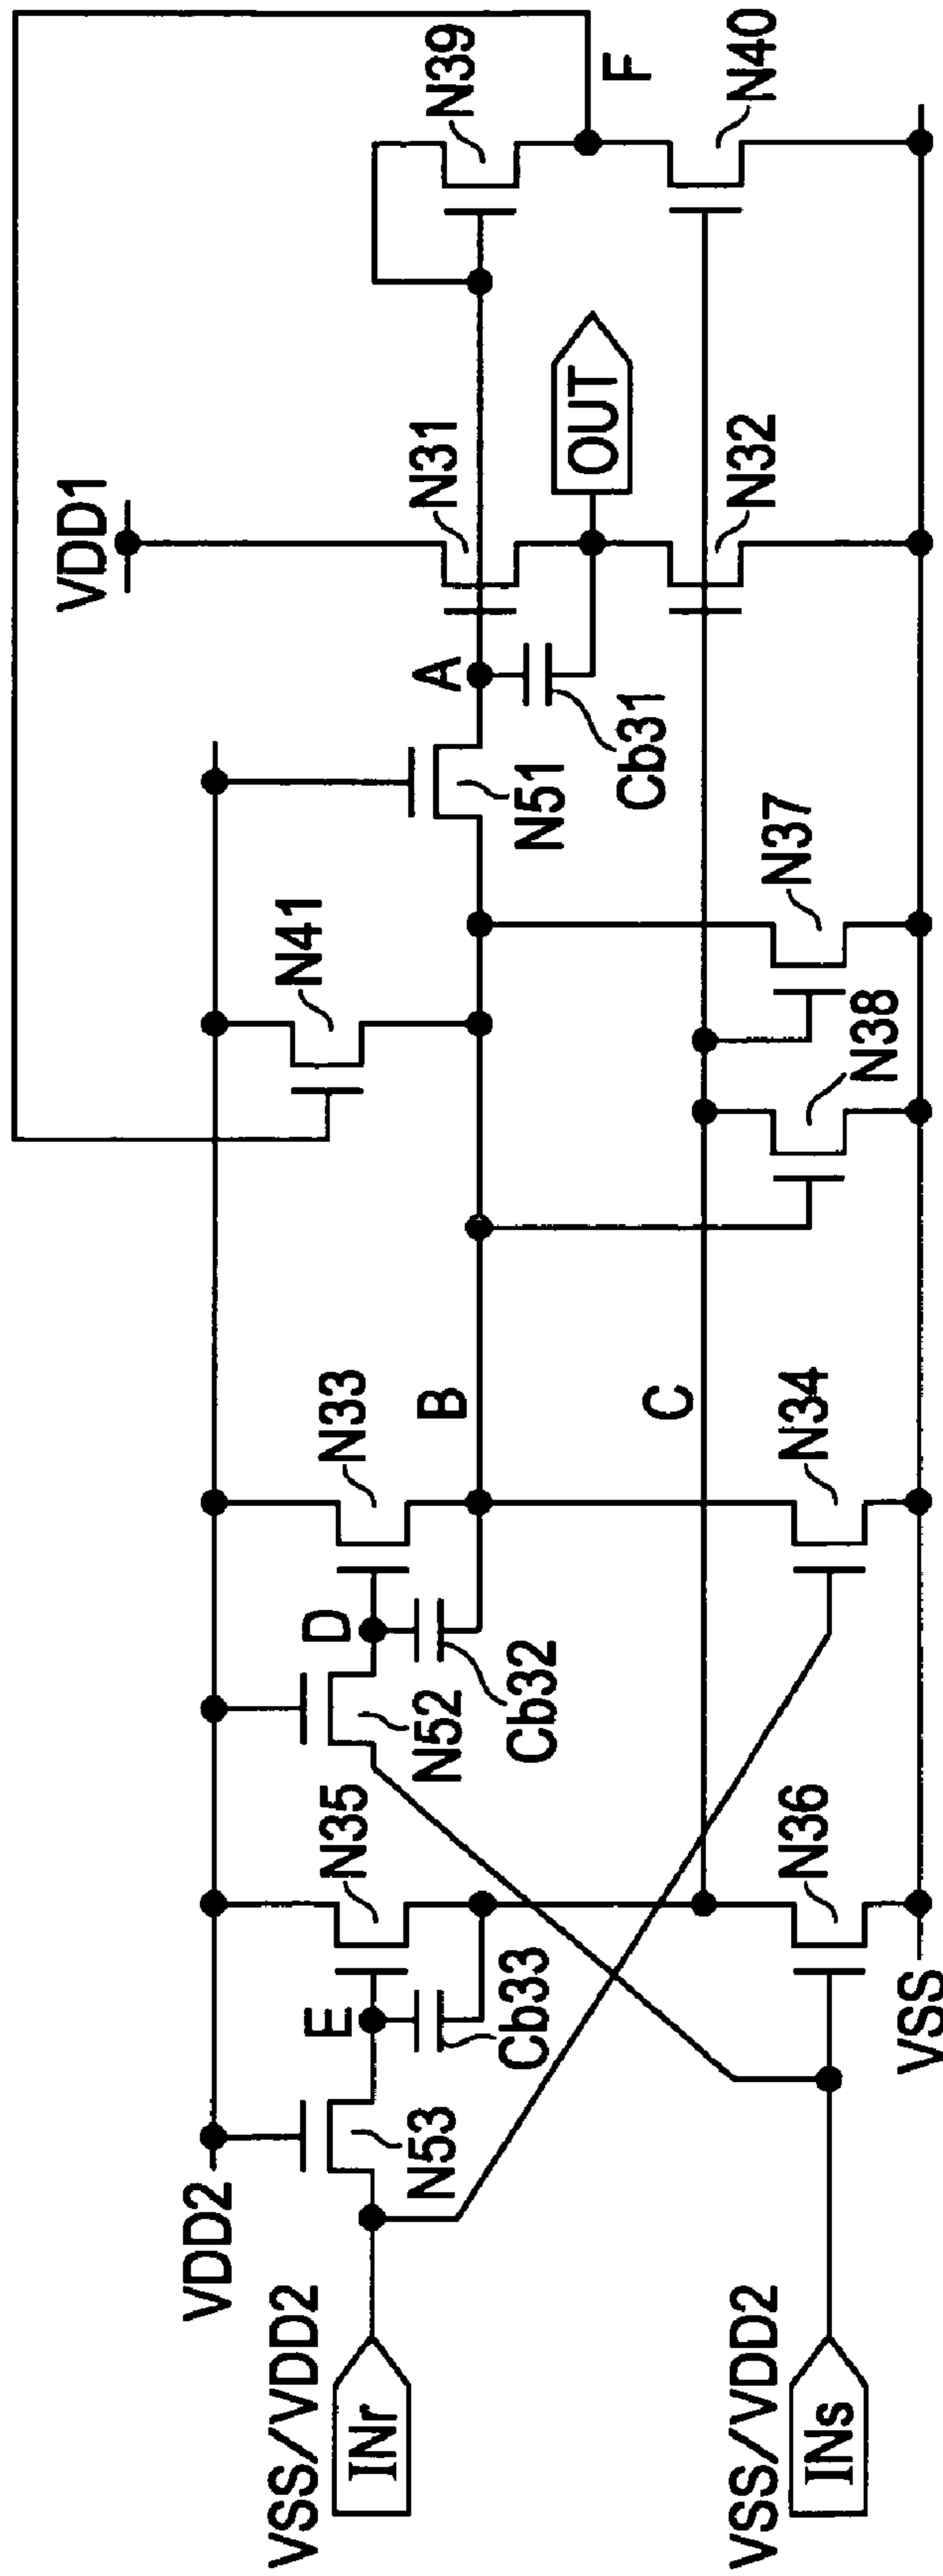 VDD1
VDD2
N41
N31
N39
F
N33
N35
A
N51
Cb31
OUT
D
N52
Cb32
B
E
N53
Cb33
C
N32
N40
N37
N38
N34
N36
VSS
VSS/VDD2
INr
VSS/VDD2
INs